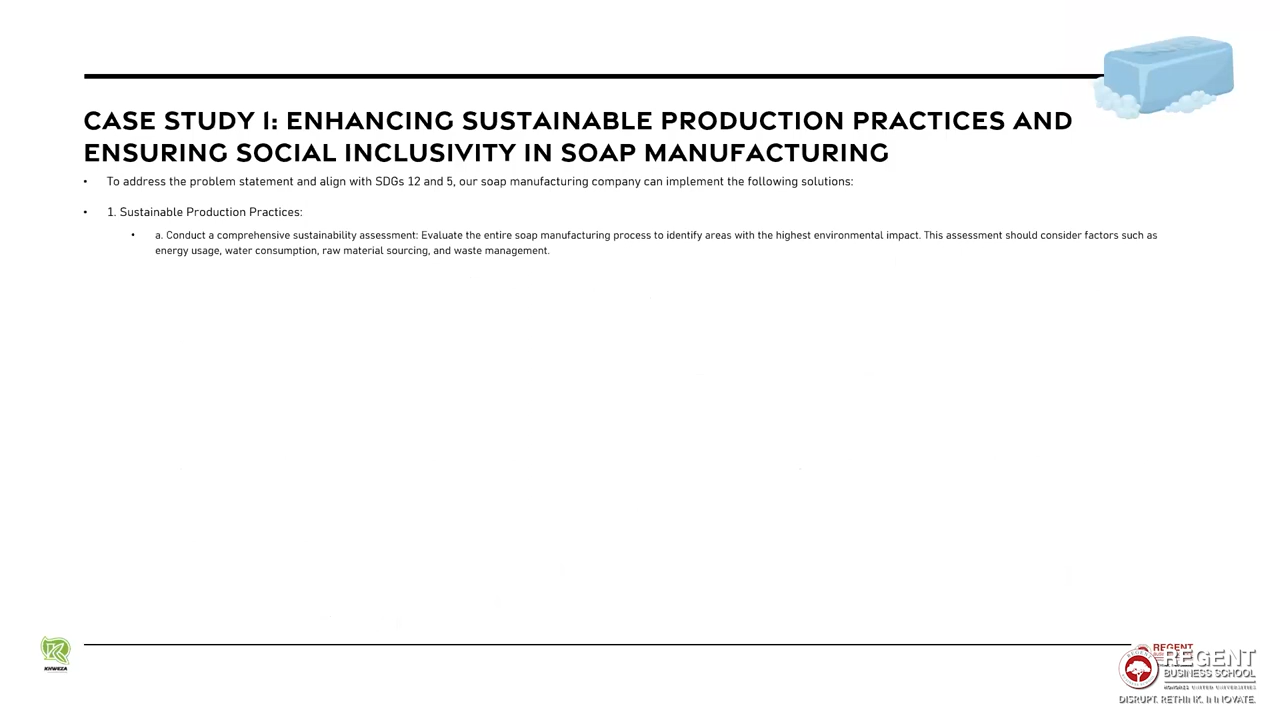 CASE STUDY 1: ENHANCING SUSTAINABLE PRODUCTION PRACTICES AND
ENSURING SOCIAL INCLUSIVITY IN SOAP MANUFACTURING
• To address the problem statement and align with SDGs 12 and 5, our soap manufacturing company can implement the following solutions:
• 1. Sustainable Production Practices:
• a. Conduct a comprehensive sustainability assessment: Evaluate the entire soap manufacturing process to identify areas with the highest environmental impact. This assessment should consider factors such as
energy usage, water consumption, raw material sourcing, and waste management.
KHWEZA
REGENT
REGENT
BUSINESS SCHOOL
DISRUPT. RETHINK. INNOVATE.